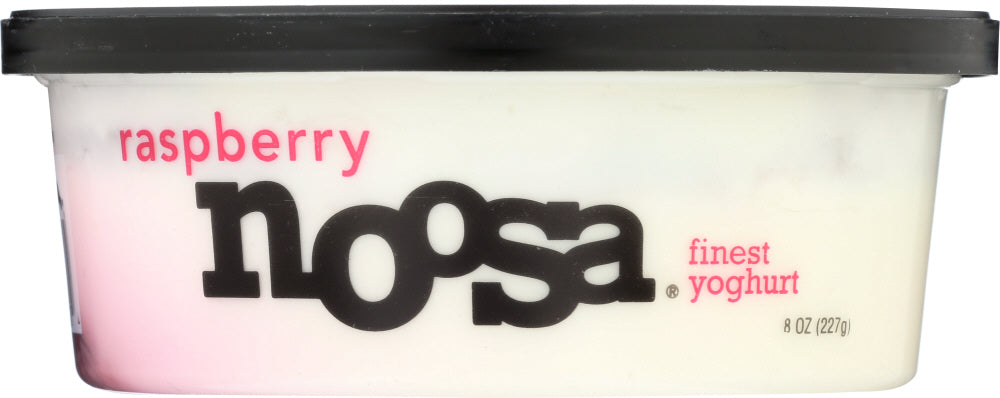 raspberry
noosa®
finest
yoghurt
8 OZ (227g)